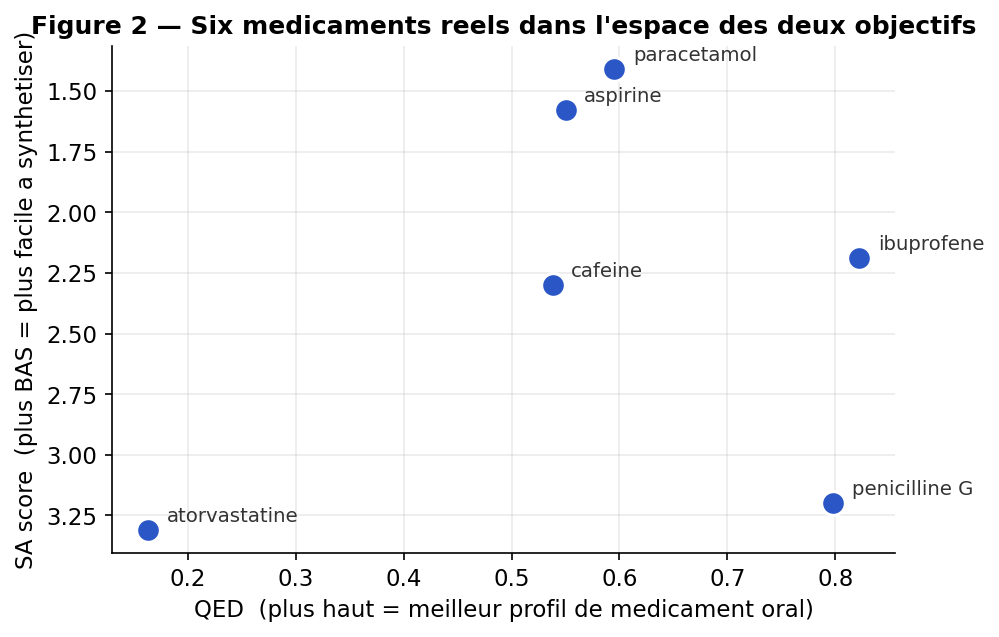 Figure 2 — Six medicaments reels dans l'espace des deux objectifs
SA score  (plus BAS = plus facile a synthetiser)
1.50
1.75
2.00
2.25
2.50
2.75
3.00
3.25
paracetamol
aspirine
ibuprofene
cafeine
penicilline G
atorvastatine
0.2
0.3
0.4
0.5
0.6
0.7
0.8
QED  (plus haut = meilleur profil de medicament oral)